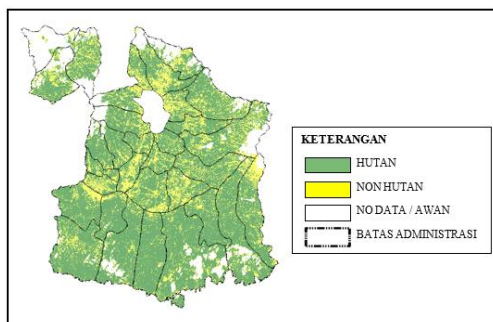 KETERANGAN
HUTAN
NON HUTAN
NO DATA / AWAN
BATAS ADMINISTRASI